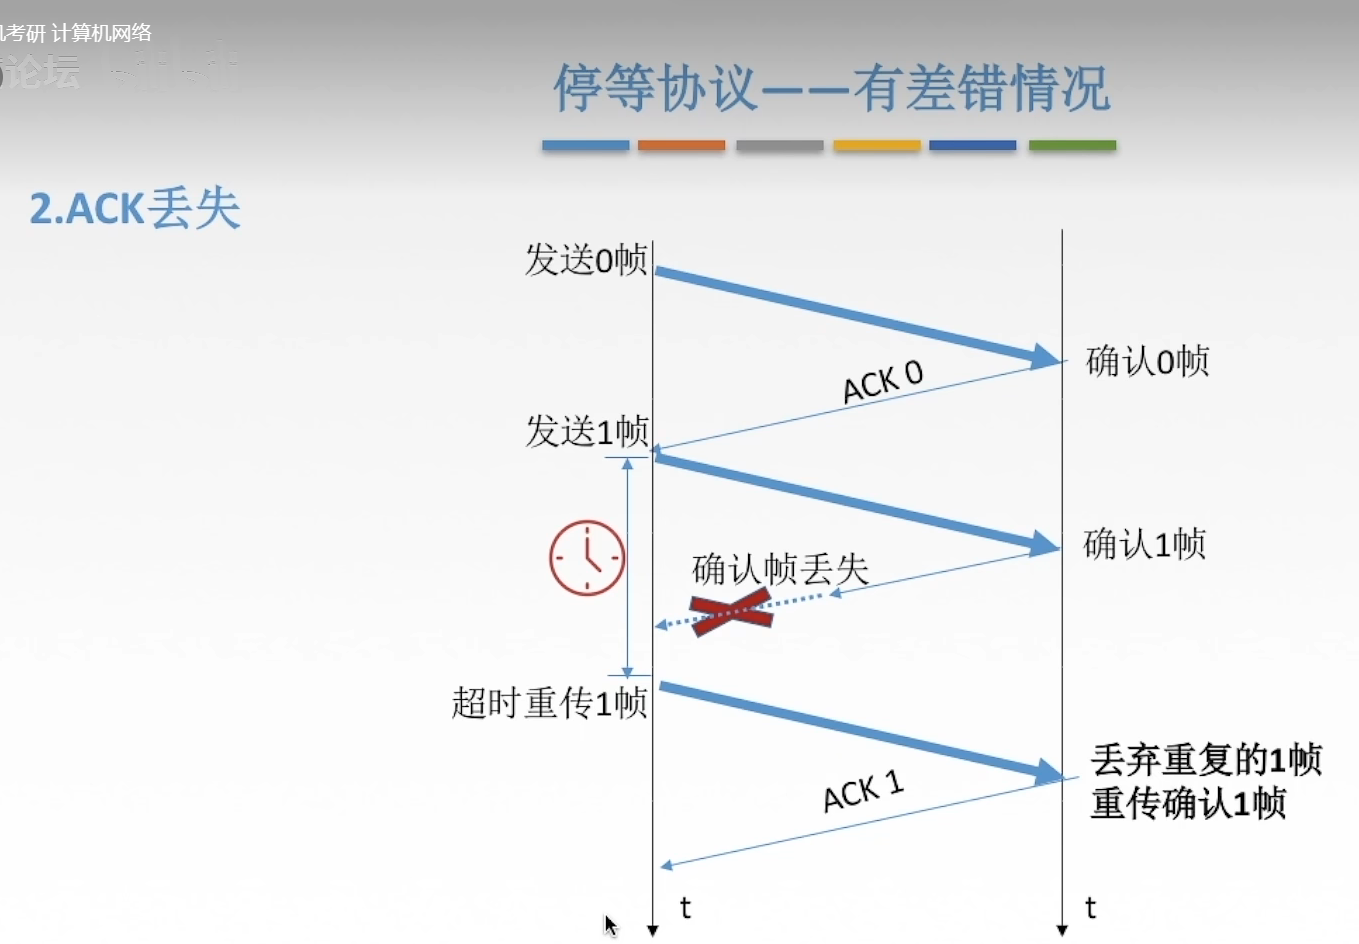 考研 计算机网络
论坛
停等协议——有差错情况
2.ACK丢失
发送0帧
ACK 0
确认0帧
发送1帧
确认1帧
确认帧丢失
超时重传1帧
丢弃重复的1帧
重传确认1帧
ACK 1
t
t